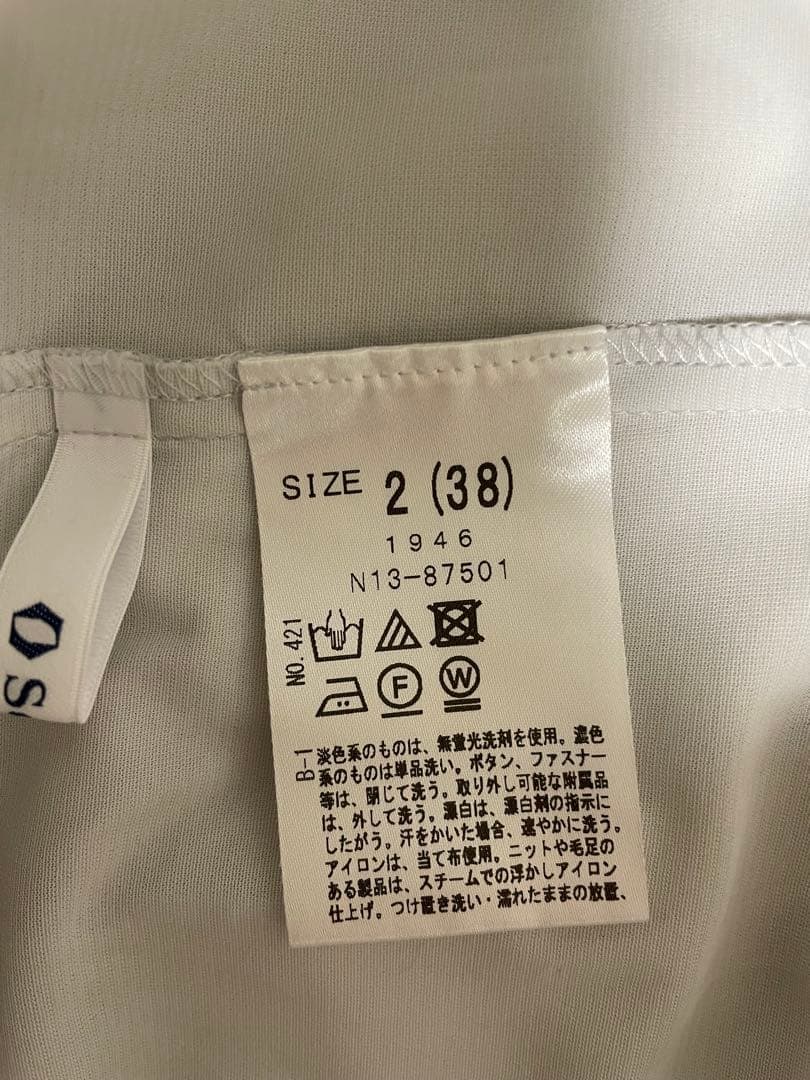 SIZE 2 (38)
1946
N13-87501
NO. 421
F W
B-1
淡色系のものは、無蛍光洗剤を使用。濃色
系のものは単品洗い。ボタン、ファスナー
等は、閉じて洗う。取り外し可能な附属品
は、外して洗う。漂白は、漂白剤の指示に
したがう。汗をかいた場合、速やかに洗う。
アイロンは、当て布使用。ニットや毛足の
ある製品は、スチームでの浮かしアイロン
仕上げ。つけ置き洗い・濡れたままの放置、